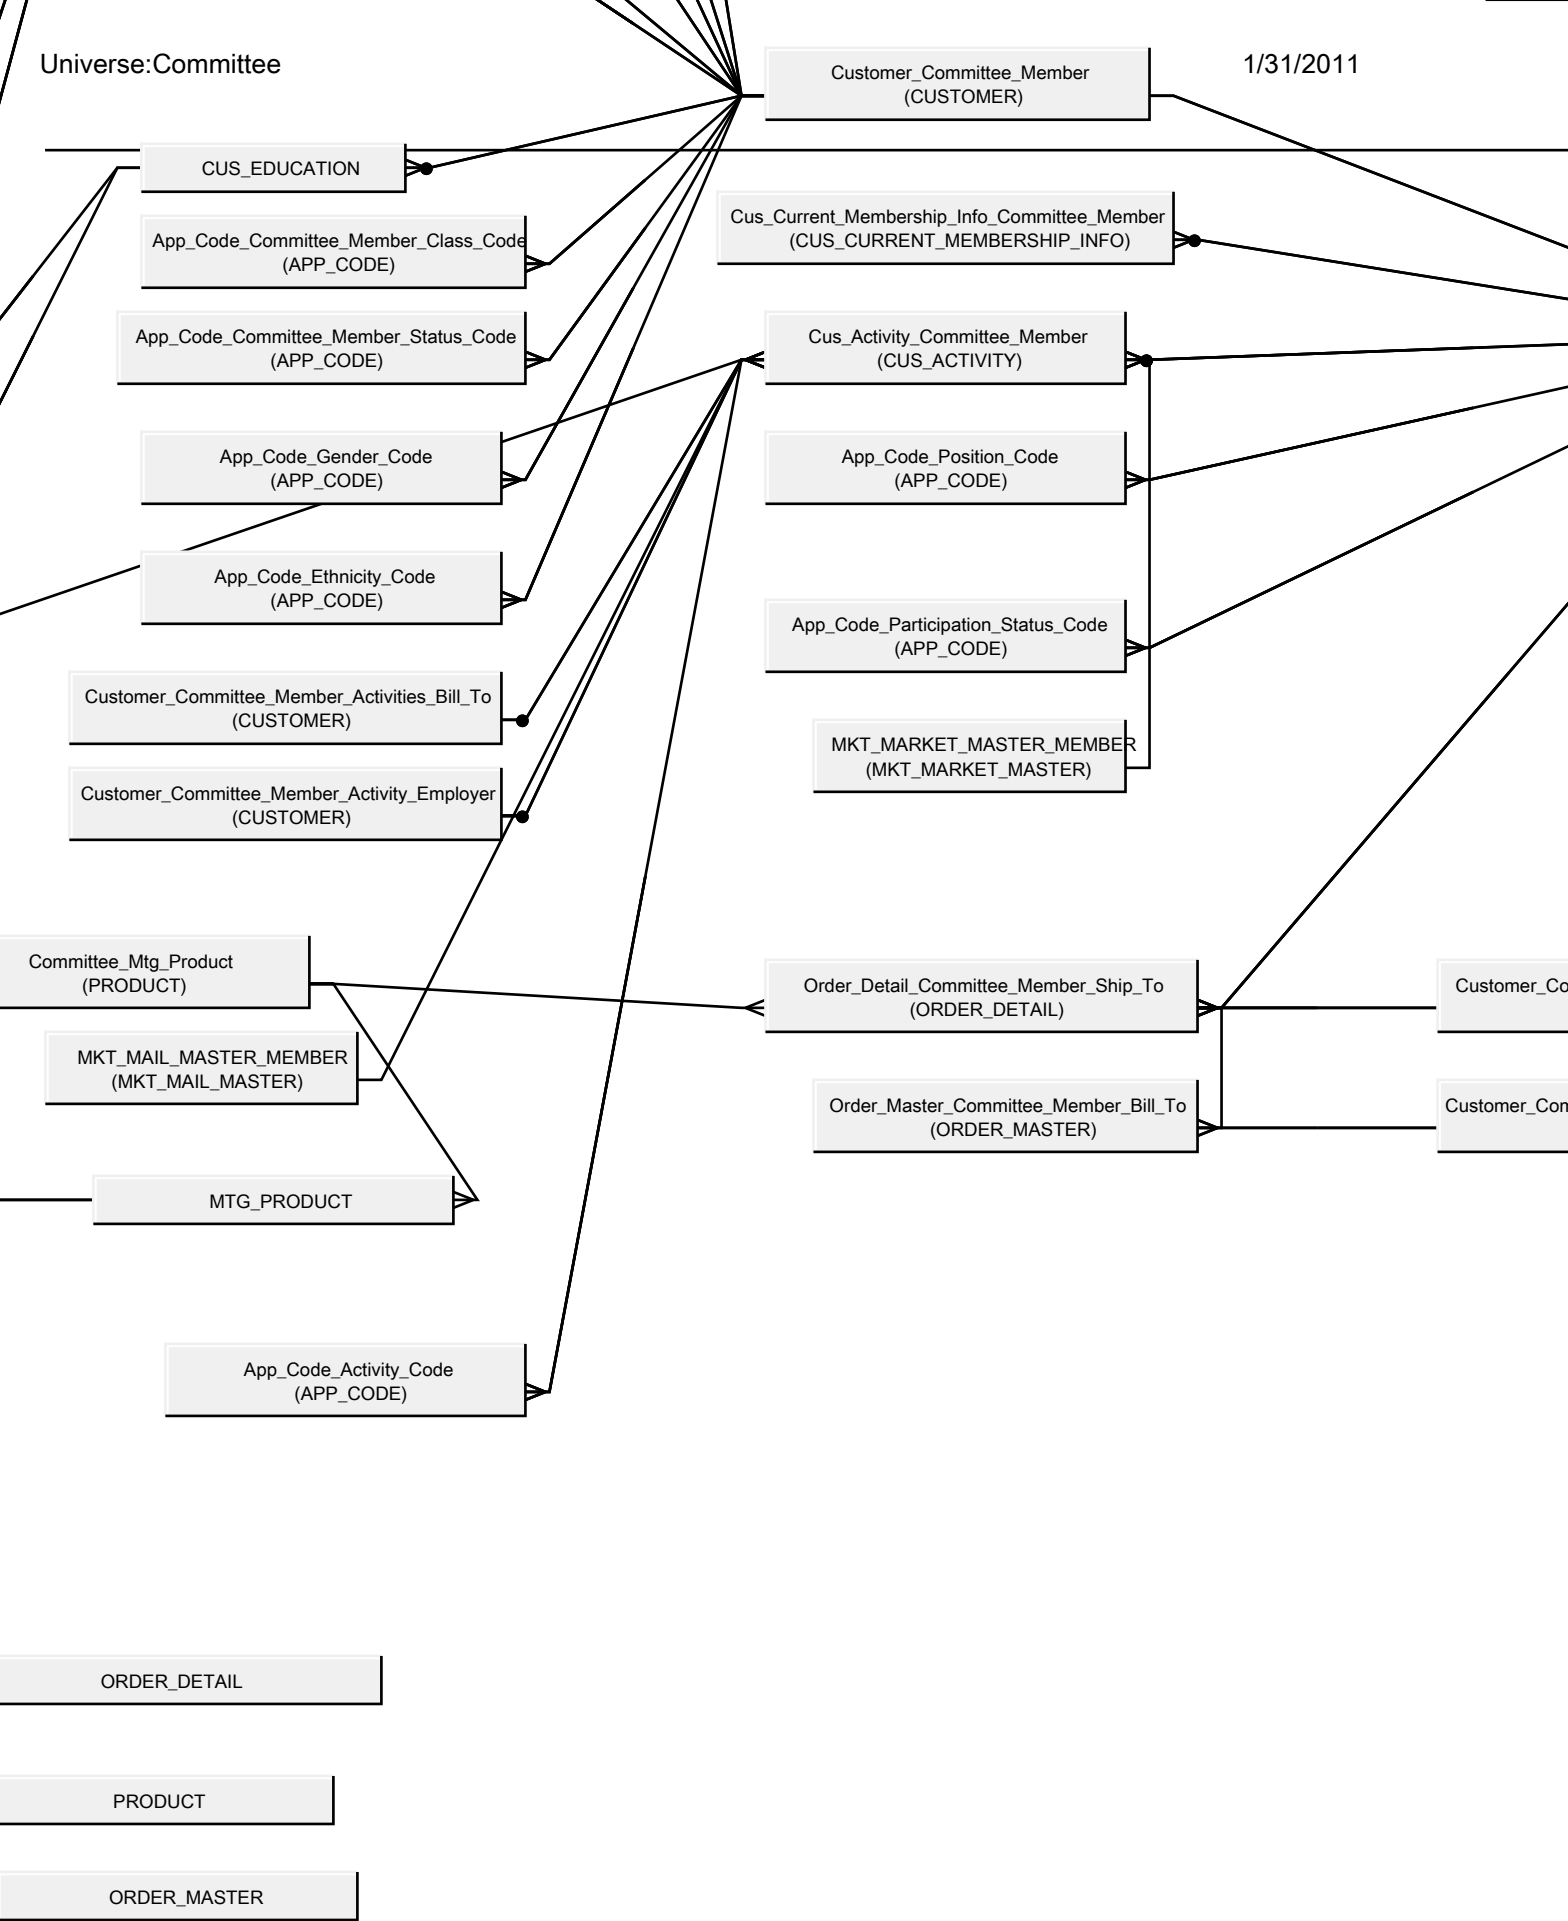 Universe:Committee
1/31/2011
Customer_Committee_Member
(CUSTOMER)
CUS_EDUCATION
App_Code_Committee_Member_Class_Code
(APP_CODE)
Cus_Current_Membership_Info_Committee_Member
(CUS_CURRENT_MEMBERSHIP_INFO)
App_Code_Committee_Member_Status_Code
(APP_CODE)
Cus_Activity_Committee_Member
(CUS_ACTIVITY)
App_Code_Gender_Code
(APP_CODE)
App_Code_Position_Code
(APP_CODE)
App_Code_Ethnicity_Code
(APP_CODE)
App_Code_Participation_Status_Code
(APP_CODE)
Customer_Committee_Member_Activities_Bill_To
(CUSTOMER)
MKT_MARKET_MASTER_MEMBER
(MKT_MARKET_MASTER)
Customer_Committee_Member_Activity_Employer
(CUSTOMER)
Committee_Mtg_Product
(PRODUCT)
Order_Detail_Committee_Member_Ship_To
(ORDER_DETAIL)
Customer_Co
MKT_MAIL_MASTER_MEMBER
(MKT_MAIL_MASTER)
Order_Master_Committee_Member_Bill_To
(ORDER_MASTER)
Customer_Com
MTG_PRODUCT
App_Code_Activity_Code
(APP_CODE)
ORDER_DETAIL
PRODUCT
ORDER_MASTER